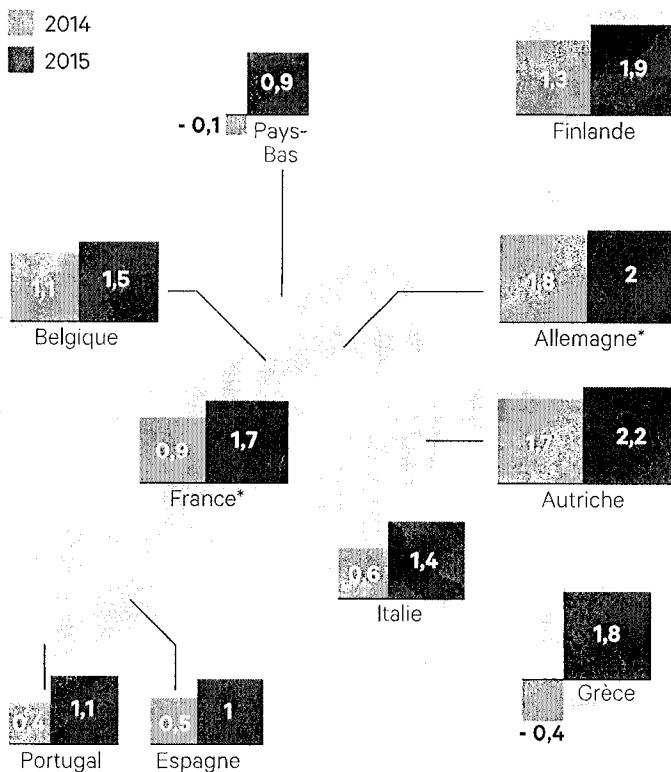 2014
2015
0,9
- 0,1
Pays-
Bas
1,3
1,9
Finlande
1,1
1,5
Belgique
1,8
2
Allemagne*
0,9
1,7
France*
1,7
2,2
Autriche
0,6
1,4
Italie
1,8
Grèce
- 0,4
0,4
1,1
Portugal
0,5
1
Espagne